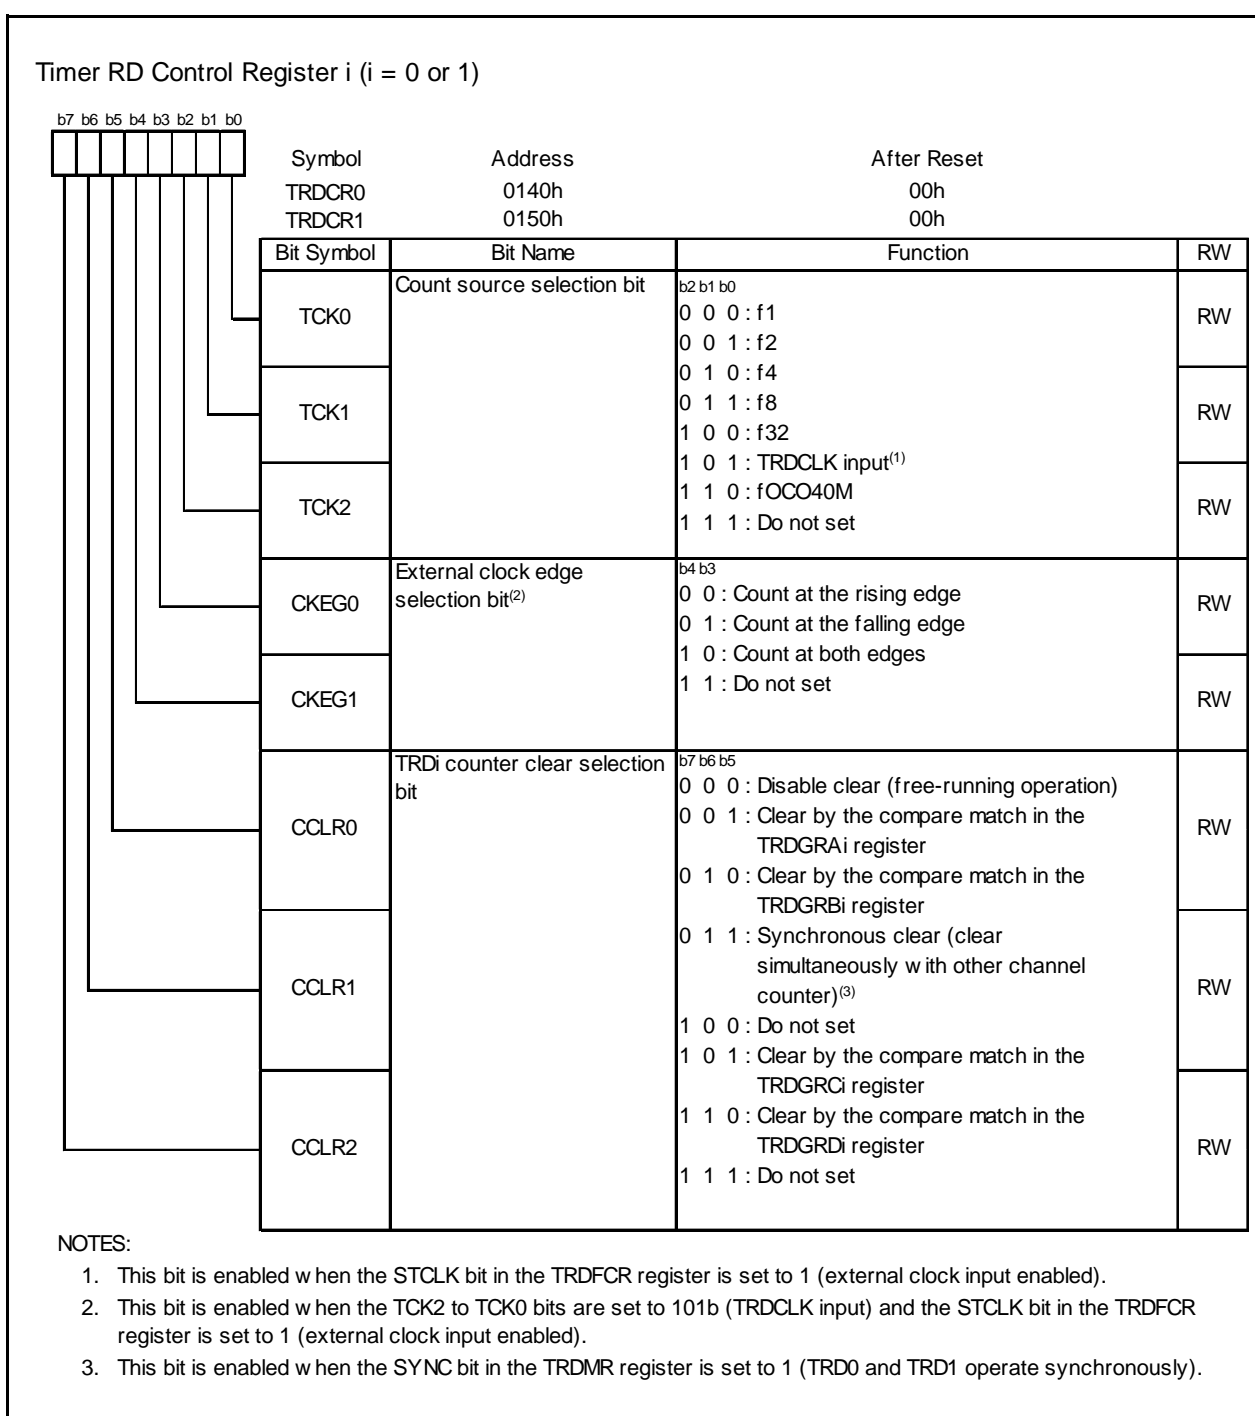 Timer RD Control Register i (i = 0 or 1)
b7 b6 b5 b4 b3 b2 b1 b0
Symbol Address After Reset
TRDCR0 0140h 00h
TRDCR1 0150h 00h
Bit Symbol Bit Name Function RW
TCK0 Count source selection bit b2 b1 b0
0 0 0 : f1 RW
0 0 1 : f2
0 1 0 : f4
TCK1 0 1 1 : f8 RW
1 0 0 : f32
1 0 1 : TRDCLK input(1)
TCK2 1 1 0 : fOCO40M RW
1 1 1 : Do not set
External clock edge b4 b3
CKEG0 selection bit(2) 0 0 : Count at the rising edge RW
0 1 : Count at the falling edge
1 0 : Count at both edges
CKEG1 1 1 : Do not set RW
TRDi counter clear selection b7 b6 b5
bit 0 0 0 : Disable clear (free-running operation)
CCLR0 0 0 1 : Clear by the compare match in the RW
TRDGRAi register
0 1 0 : Clear by the compare match in the
TRDGRBi register
0 1 1 : Synchronous clear (clear
simultaneously with other channel
CCLR1 counter)(3) RW
1 0 0 : Do not set
1 0 1 : Clear by the compare match in the
TRDGRCi register
1 1 0 : Clear by the compare match in the
CCLR2 TRDGRDi register RW
1 1 1 : Do not set
NOTES:
1. This bit is enabled when the STCLK bit in the TRDFCR register is set to 1 (external clock input enabled).
2. This bit is enabled when the TCK2 to TCK0 bits are set to 101b (TRDCLK input) and the STCLK bit in the TRDFCR
register is set to 1 (external clock input enabled).
3. This bit is enabled when the SYNC bit in the TRDMR register is set to 1 (TRD0 and TRD1 operate synchronously).